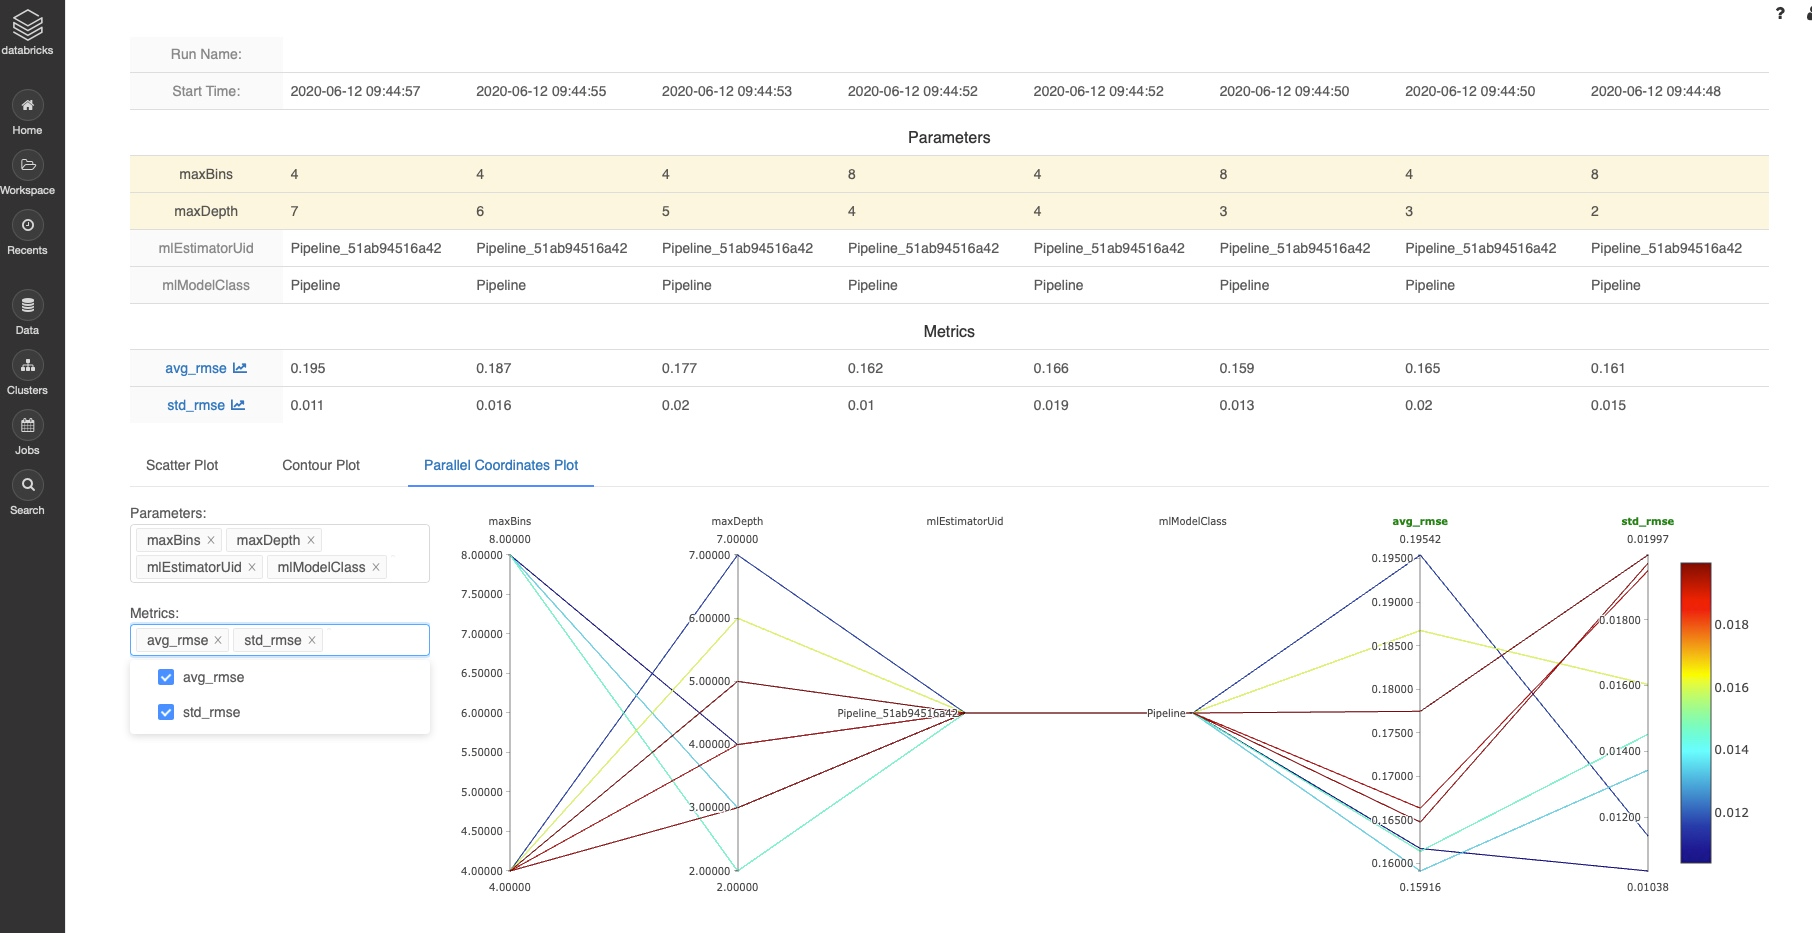 ?
databricks
Home
Workspace
Recents
Data
Clusters
Jobs
Search
Run Name:
Start Time: 2020-06-12 09:44:57 2020-06-12 09:44:55 2020-06-12 09:44:53 2020-06-12 09:44:52 2020-06-12 09:44:52 2020-06-12 09:44:50 2020-06-12 09:44:50 2020-06-12 09:44:48
Parameters
maxBins 4 4 4 8 4 8 4 8
maxDepth 7 6 5 4 4 3 3 2
mlEstimatorUid Pipeline_51ab94516a42 Pipeline_51ab94516a42 Pipeline_51ab94516a42 Pipeline_51ab94516a42 Pipeline_51ab94516a42 Pipeline_51ab94516a42 Pipeline_51ab94516a42 Pipeline_51ab94516a42
mlModelClass Pipeline Pipeline Pipeline Pipeline Pipeline Pipeline Pipeline Pipeline
Metrics
avg_rmse 0.195 0.187 0.177 0.162 0.166 0.159 0.165 0.161
std_rmse 0.011 0.016 0.02 0.01 0.019 0.013 0.02 0.015
Scatter Plot Contour Plot Parallel Coordinates Plot
Parameters:
maxBins × maxDepth ×
mlEstimatorUid × mlModelClass ×
Metrics:
avg_rmse × std_rmse ×
avg_rmse
std_rmse
maxBins
8.00000
8.00000
7.50000
7.00000
6.50000
6.00000
5.50000
5.00000
4.50000
4.00000
4.00000
maxDepth
7.00000
7.00000
6.00000
5.00000
4.00000
3.00000
2.00000
2.00000
mlEstimatorUid
Pipeline_51ab94516a42
mlModelClass
Pipeline
avg_rmse
0.19542
0.19500
0.19000
0.18500
0.18000
0.17500
0.17000
0.16500
0.16000
0.15916
std_rmse
0.01997
0.01800
0.01600
0.01400
0.01200
0.01038
0.018
0.016
0.014
0.012